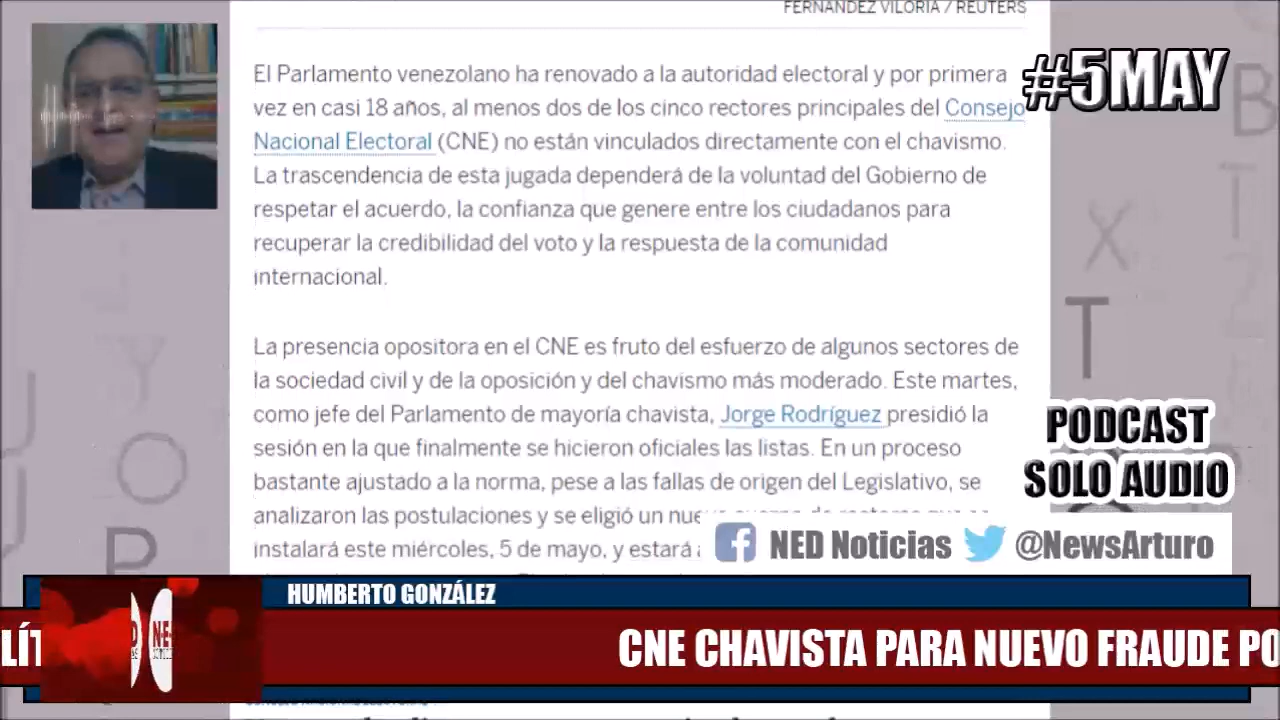 FERNÁNDEZ VILORIA / REUTERS
#5MAY
El Parlamento venezolano ha renovado a la autoridad electoral y por primera
vez en casi 18 años, al menos dos de los cinco rectores principales del Consejo
Nacional Electoral (CNE) no están vinculados directamente con el chavismo.
La trascendencia de esta jugada dependerá de la voluntad del Gobierno de
respetar el acuerdo, la confianza que genere entre los ciudadanos para
recuperar la credibilidad del voto y la respuesta de la comunidad
internacional.
La presencia opositora en el CNE es fruto del esfuerzo de algunos sectores de
la sociedad civil y de la oposición y del chavismo más moderado. Este martes,
como jefe del Parlamento de mayoría chavista, Jorge Rodríguez presidió la
sesión en la que finalmente se hicieron oficiales las listas. En un proceso
bastante ajustado a la norma, pese a las fallas de origen del Legislativo, se
analizaron las postulaciones y se eligió un
instalará este miércoles, 5 de mayo, y estará
PODCAST
SOLO AUDIO
NED Noticias @NewsArturo
HUMBERTO GONZÁLEZ
CNE CHAVISTA PARA NUEVO FRAUDE